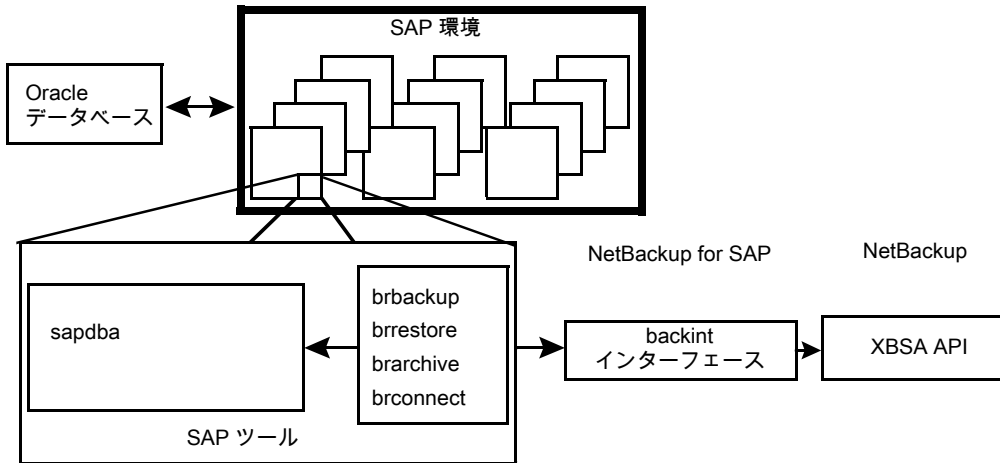 SAP 環境
Oracle
データベース
NetBackup for SAP
NetBackup
sapdba
brbackup
brrestore
brarchive
brconnect
backint
インターフェース
XBSA API
SAP ツール